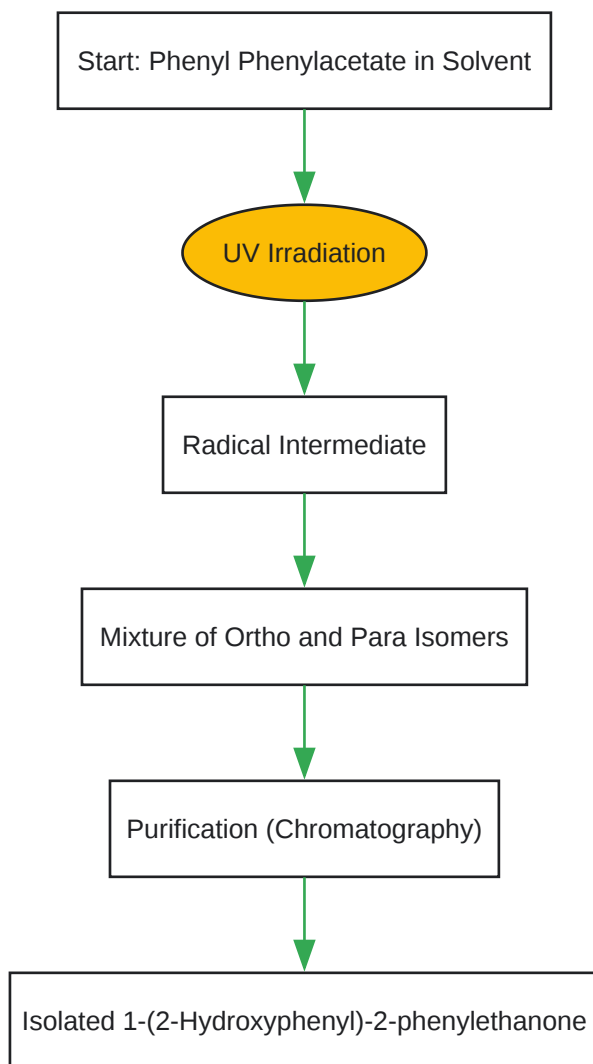 Start: Phenyl Phenylacetate in Solvent
UV Irradiation
Radical Intermediate
Mixture of Ortho and Para Isomers
Purification (Chromatography)
Isolated 1-(2-Hydroxyphenyl)-2-phenylethanone